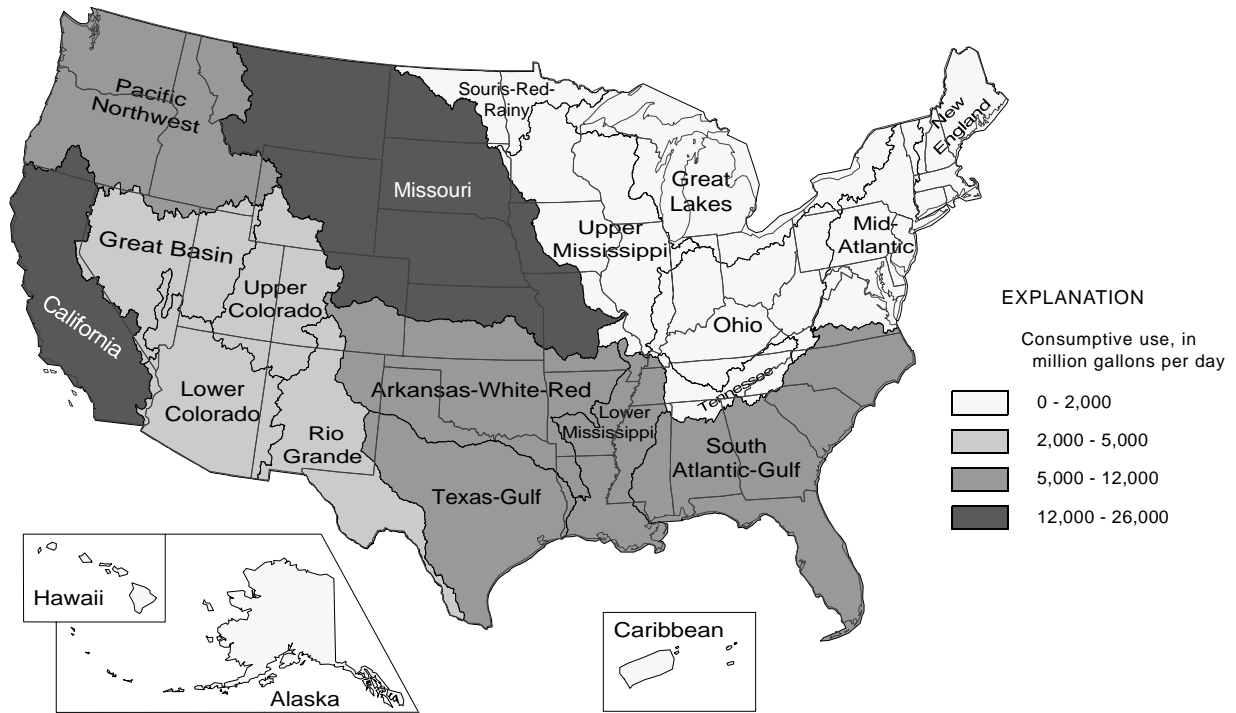 Pacific
Northwest
Souris-Red-
Rainy
New
England
Missouri
Great
Lakes
Great Basin
Upper
Mississippi
Mid-
Atlantic
Upper
Colorado
California
Ohio
Lower
Colorado
Arkansas-White-Red
Tennessee
Lower
Mississippi
Rio
Grande
South
Atlantic-Gulf
Texas-Gulf
Hawaii
Alaska
Caribbean
EXPLANATION
Consumptive use, in
million gallons per day
0 - 2,000
2,000 - 5,000
5,000 - 12,000
12,000 - 26,000